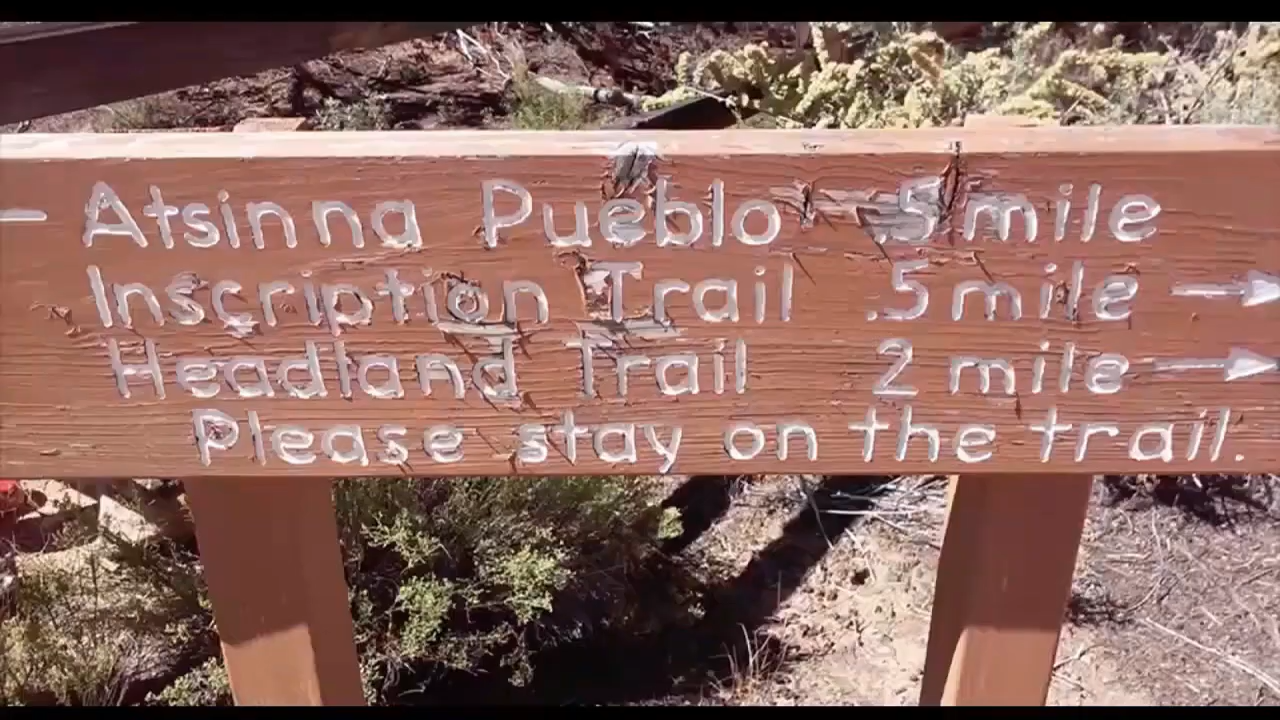 Atsinna Pueblo .5 mile
Inscription Trail .5 mile
Headland Trail 2 mile
Please stay on the trail.